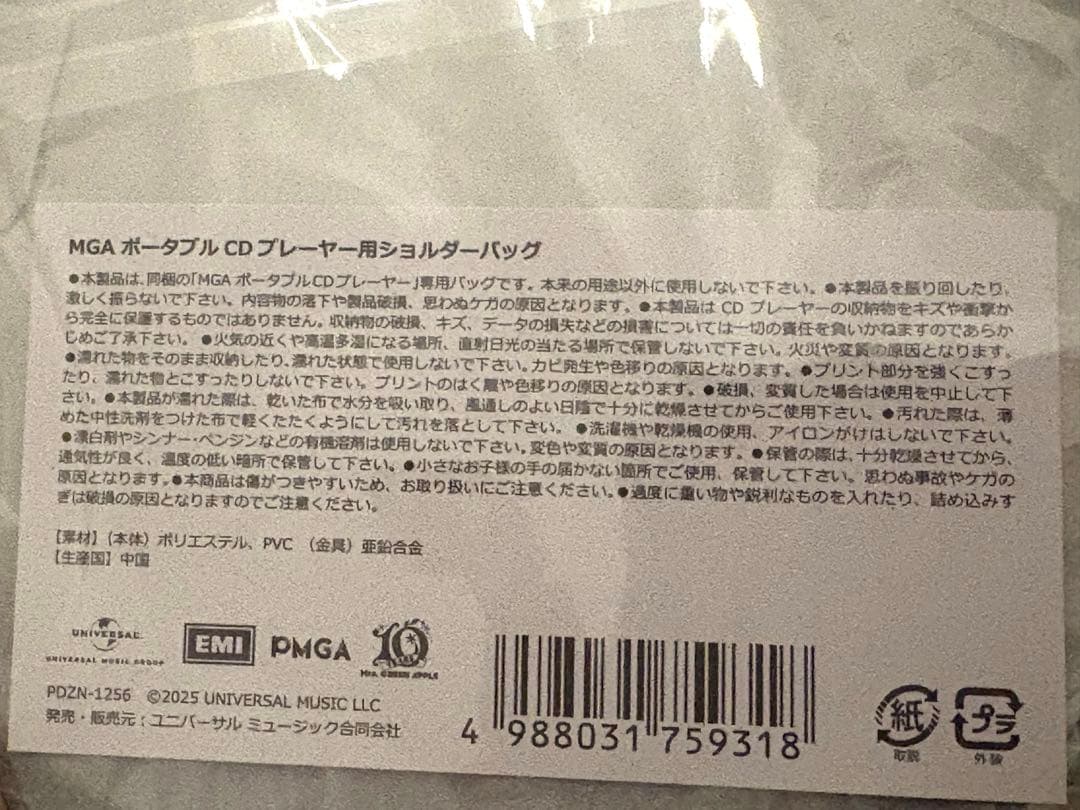 MGA ポータブル CD プレーヤー用ショルダーバッグ
●本製品は、同梱の「MGA ポータブルCDプレーヤー」専用バッグです。本来の用途以外に使用しないで下さい。●本製品を振り回したり、
激しく振らないで下さい。内容物の落下や製品破損、思わぬケガの原因となります。●本製品は CD プレーヤーの収納物をキズや衝撃か
ら完全に保護するものではありません。収納物の破損、キズ、データの損失などの損害については一切の責任を負いかねますのであらか
じめご了承下さい。●火気の近くや高温多湿になる場所、直射日光の当たる場所で保管しないで下さい。火災や変質の原因となります。
●濡れた物をそのまま収納したり、濡れた状態で使用しないで下さい。カビ発生や色移りの原因となります。●プリント部分を強くこすっ
たり、濡れた物とこすったりしないで下さい。プリントのはく離や色移りの原因となります。●破損、変質した場合は使用を中止して下
さい。●本製品が濡れた際は、乾いた布で水分を吸い取り、風通しのよい日陰で十分に乾燥させてからご使用下さい。●汚れた際は、薄
めた中性洗剤をつけた布で軽くたたくようにして汚れを落として下さい。●洗濯機や乾燥機の使用、アイロンがけはしないで下さい。
●漂白剤やシンナー・ベンジンなどの有機溶剤は使用しないで下さい。変色や変質の原因となります。●保管の際は、十分乾燥させてから、
通気性が良く、温度の低い暗所で保管して下さい。●小さなお子様の手の届かない箇所でご使用、保管して下さい。思わぬ事故やケガの
原因となります。●本商品は傷がつきやすいため、お取り扱いにご注意ください。●過度に重い物や鋭利なものを入れたり、詰め込みす
ぎは破損の原因となりますのでご注意ください。
【素材】（本体）ポリエステル、PVC （金具）亜鉛合金
【生産国】中国
UNIVERSAL
UNIVERSAL MUSIC GROUP
EMI
PMGA
10
MRS. GREEN APPLE
PDZN-1256 ©2025 UNIVERSAL MUSIC LLC
発売・販売元：ユニバーサル ミュージック合同会社
4 988031 759318
紙
取説
プラ
外装